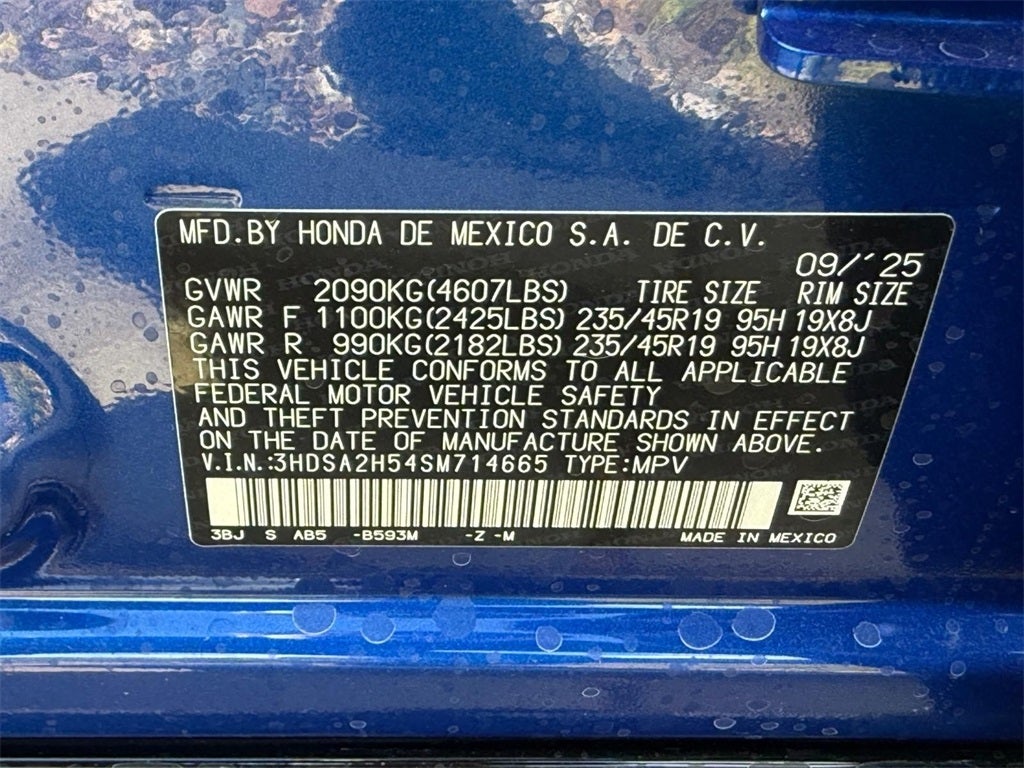 MFD.BY HONDA DE MEXICO S.A. DE C.V.
09/´25
GVWR 2090KG(4607LBS) TIRE SIZE RIM SIZE
GAWR F 1100KG(2425LBS) 235/45R19 95H 19X8J
GAWR R 990KG(2182LBS) 235/45R19 95H 19X8J
THIS VEHICLE CONFORMS TO ALL APPLICABLE
FEDERAL MOTOR VEHICLE SAFETY
AND THEFT PREVENTION STANDARDS IN EFFECT
ON THE DATE OF MANUFACTURE SHOWN ABOVE.
V.I.N.:3HDSA2H54SM714665 TYPE:MPV
3BJ S AB5 -B593M -Z -M MADE IN MEXICO